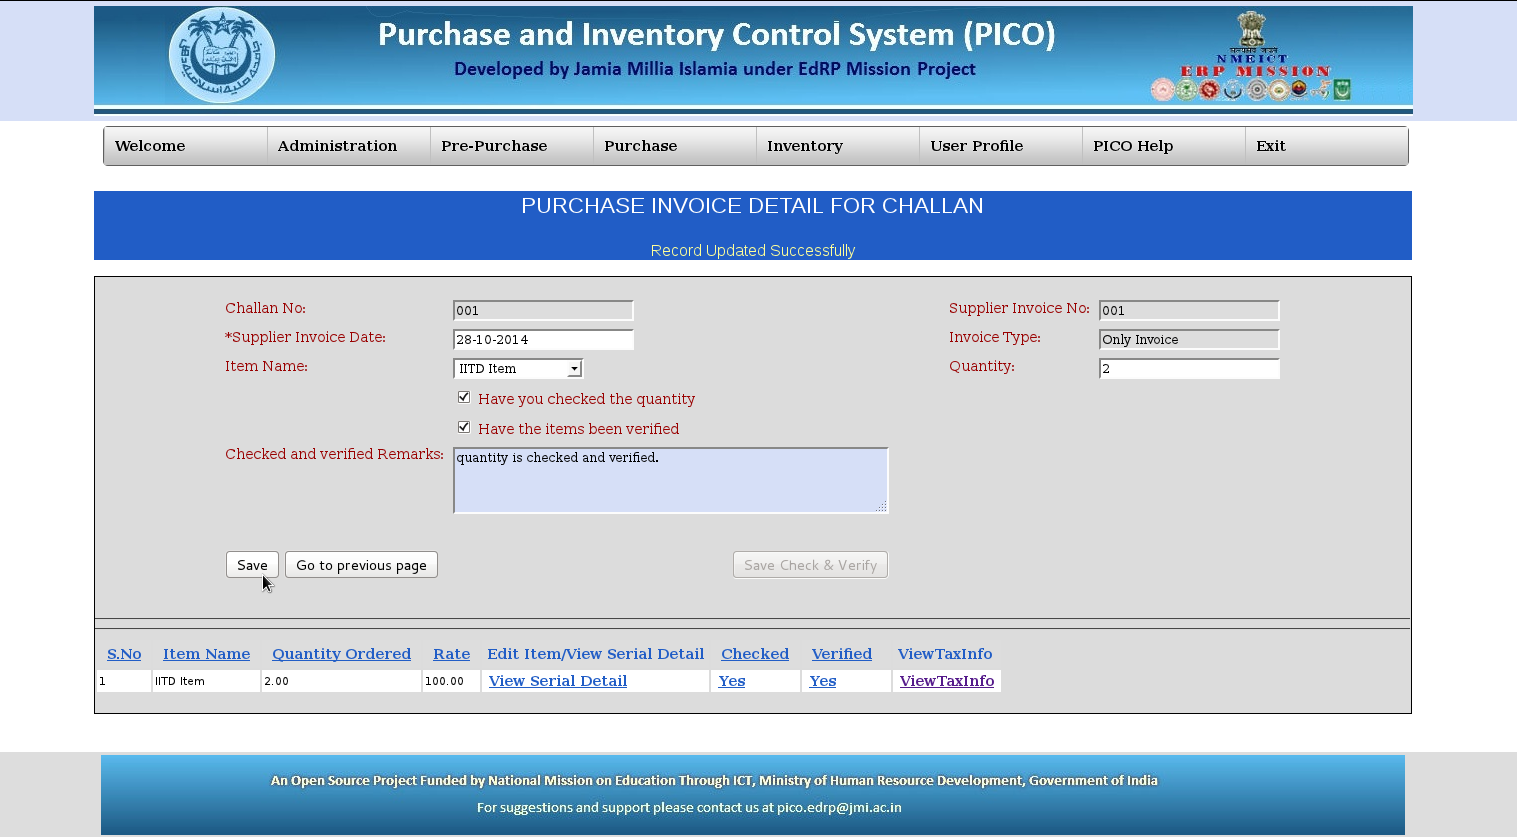 Purchase and Inventory Control System (PICO)
Developed by Jamia Millia Islamia under EdRP Mission Project
NMEICT
ERP MISSION
Welcome Administration Pre-Purchase Purchase Inventory User Profile PICO Help Exit
PURCHASE INVOICE DETAIL FOR CHALLAN
Record Updated Successfully
Challan No: 001 Supplier Invoice No: 001
*Supplier Invoice Date: 28-10-2014 Invoice Type: Only Invoice
Item Name: IITD Item Quantity: 2
Have you checked the quantity
Have the items been verified
Checked and verified Remarks: quantity is checked and verified.
Save Go to previous page Save Check & Verify
S.No Item Name Quantity Ordered Rate Edit Item/View Serial Detail Checked Verified ViewTaxInfo
1 IITD Item 2.00 100.00 View Serial Detail Yes Yes ViewTaxInfo
An Open Source Project Funded by National Mission on Education Through ICT, Ministry of Human Resource Development, Government of India
For suggestions and support please contact us at pico.edrp@jmi.ac.in